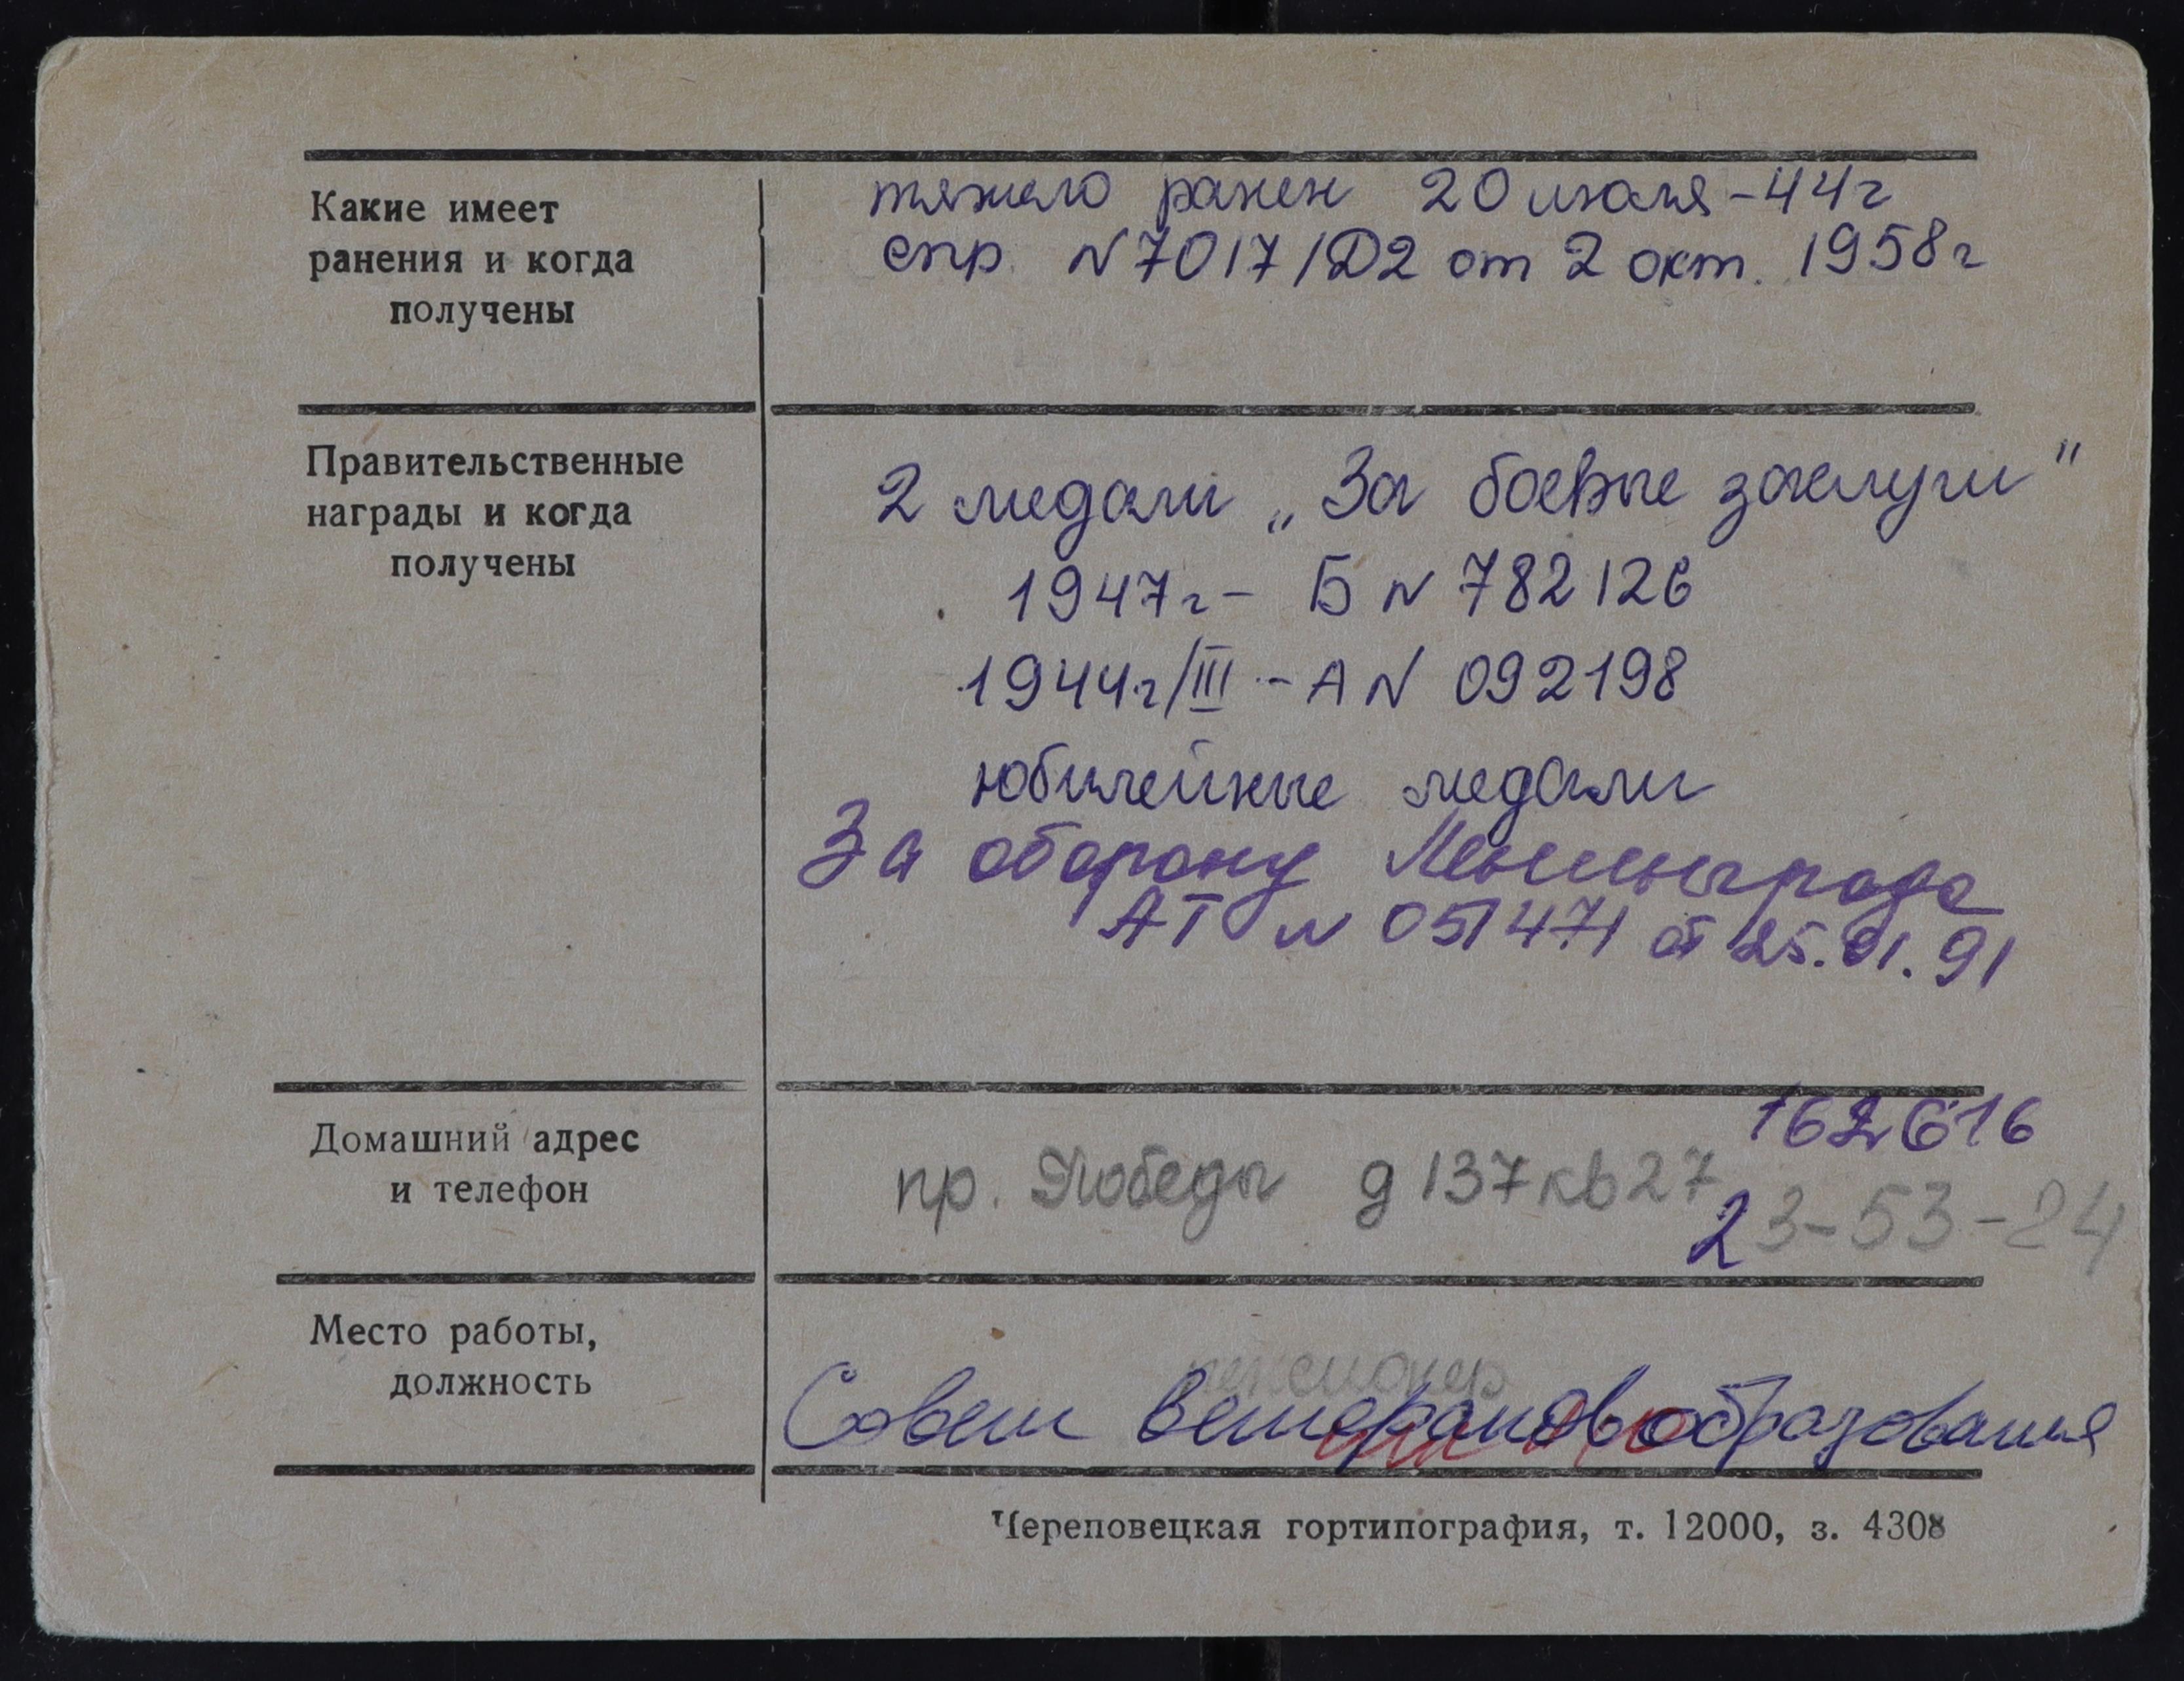 Какие имеет
ранения и когда
получены
тяжело ранен 20 июля-44г
спр. N7017/Д2 от 2 окт. 1958г
Правительственные
награды и когда
получены
2 медали „За боевые заслуги"
1947г- Б N 782126
1944г/III - А N 092198
юбилейные медали
За оборону Ленинграда
АТ N 051471 от 25.01.91
Домашний адрес
и телефон
162616
пр. Победы д 137 кв 27
23-53-24
Место работы,
должность
пенсионер
Совет ветеранов образования
Череповецкая гортипография, т. 12000, з. 4308